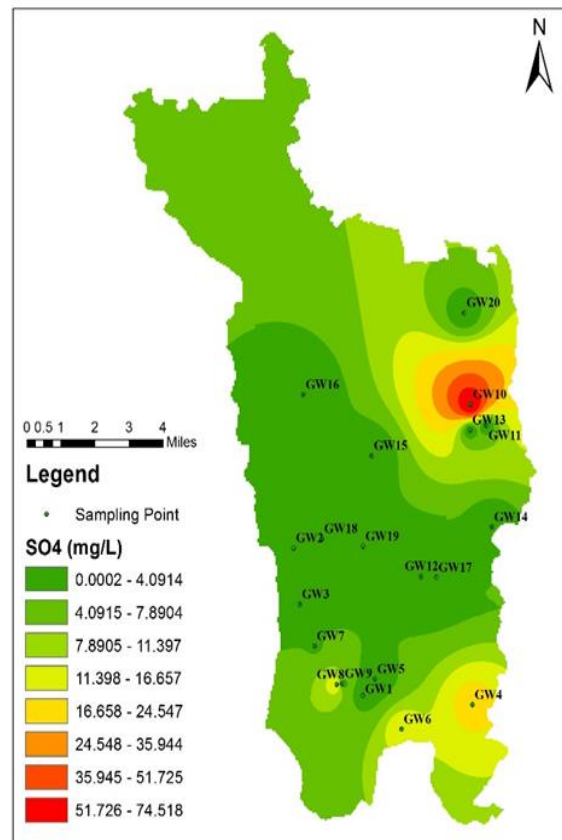 N
GW20
GW10
GW13
GW11
GW16
GW15
GW14
GW18
GW2
GW19
GW12 GW17
GW3
GW7
GW8 GW9 GW5
GW1
GW4
GW6
0 0.5 1 2 3 4
Miles
Legend
Sampling Point
SO4 (mg/L)
0.0002 - 4.0914
4.0915 - 7.8904
7.8905 - 11.397
11.398 - 16.657
16.658 - 24.547
24.548 - 35.944
35.945 - 51.725
51.726 - 74.518